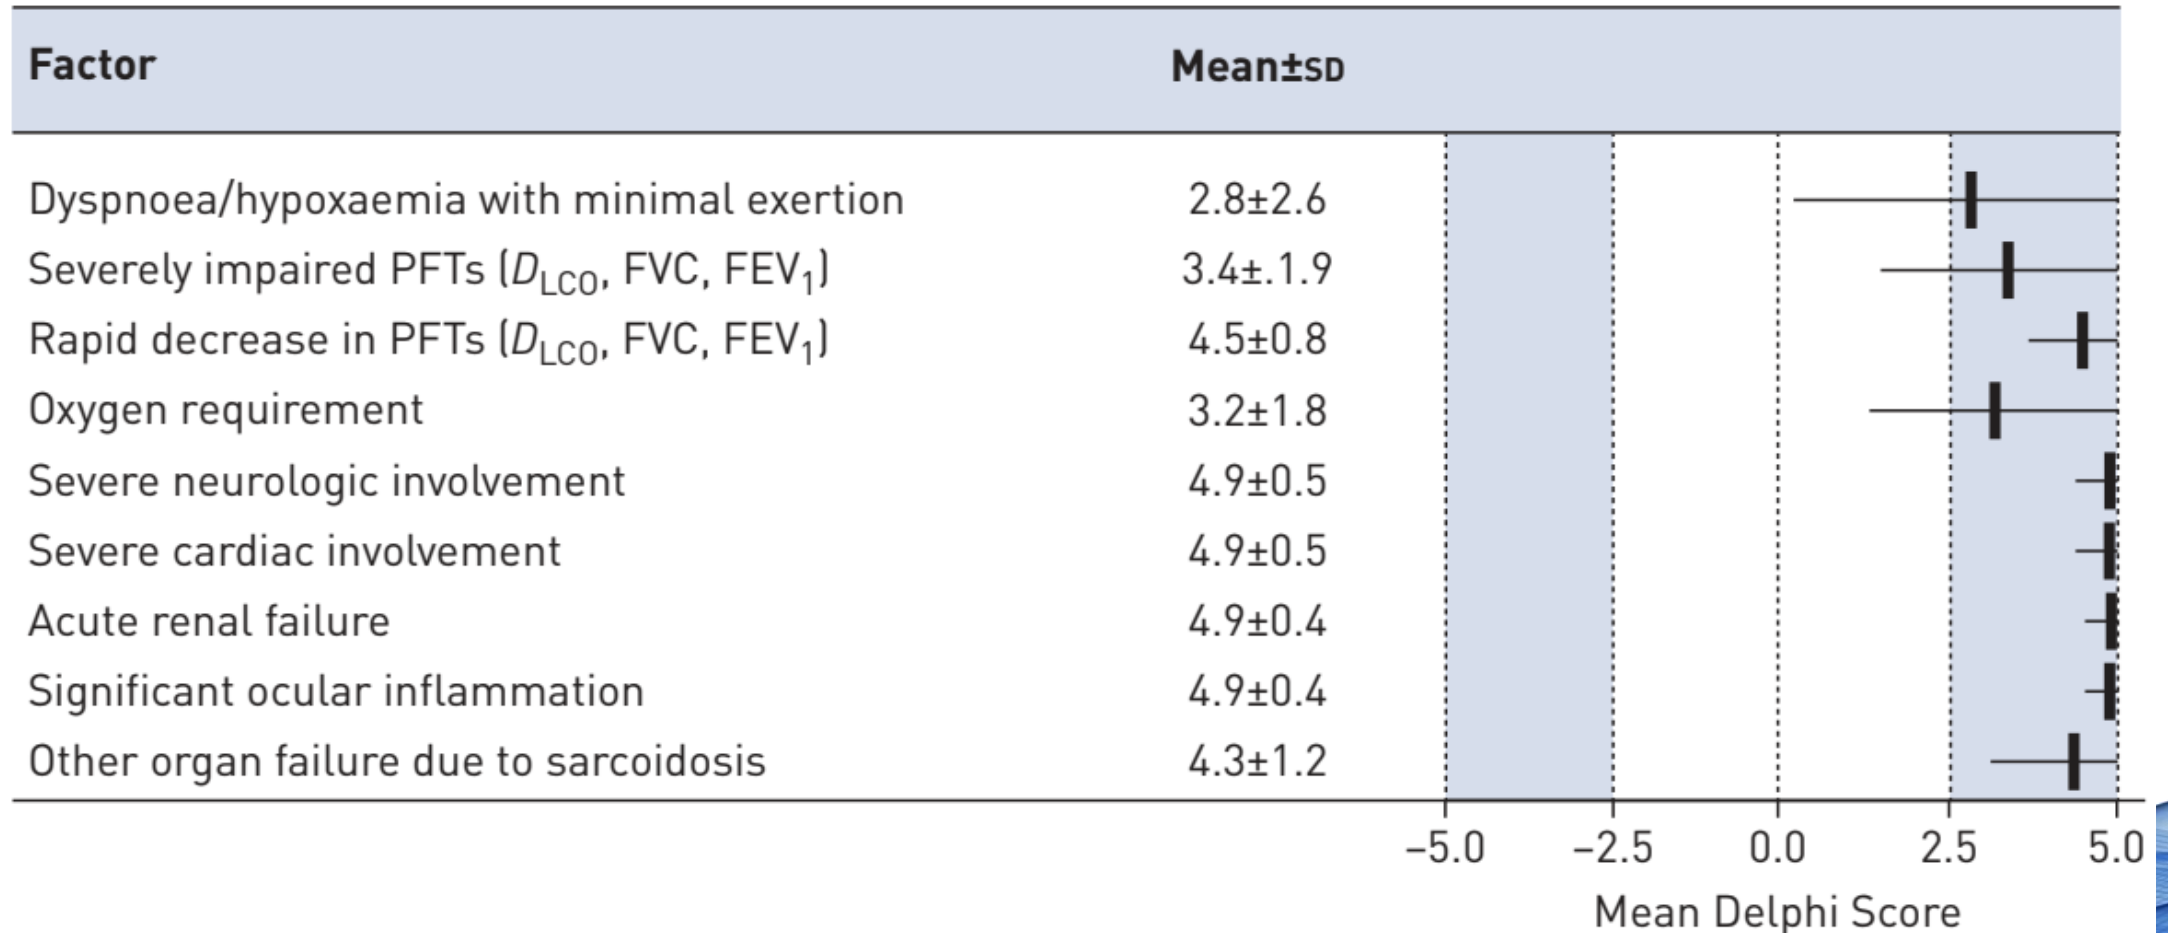 Factor Mean±SD
Dyspnoea/hypoxaemia with minimal exertion 2.8±2.6
Severely impaired PFTs (DLCO, FVC, FEV1) 3.4±.1.9
Rapid decrease in PFTs (DLCO, FVC, FEV1) 4.5±0.8
Oxygen requirement 3.2±1.8
Severe neurologic involvement 4.9±0.5
Severe cardiac involvement 4.9±0.5
Acute renal failure 4.9±0.4
Significant ocular inflammation 4.9±0.4
Other organ failure due to sarcoidosis 4.3±1.2
−5.0 −2.5 0.0 2.5 5.0
Mean Delphi Score